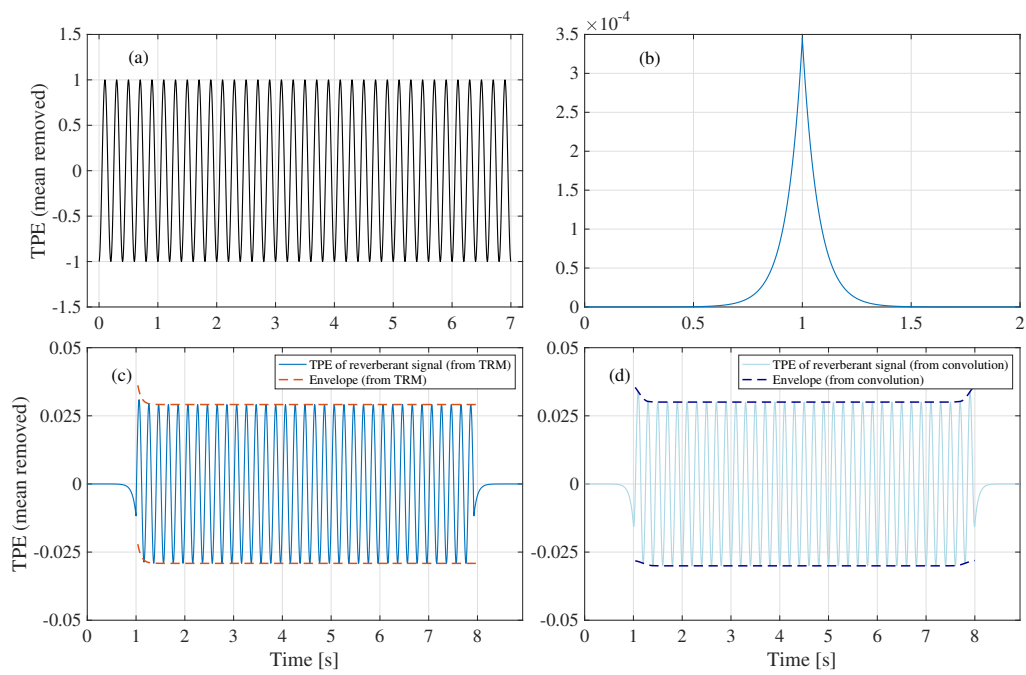 (a)
TPE (mean removed)
1.5
1
0.5
0
-0.5
-1
-1.5
0 1 2 3 4 5 6 7
×10⁻⁴
(b)
3.5
3
2.5
2
1.5
1
0.5
0
0 0.5 1 1.5 2
(c)
TPE of reverberant signal (from TRM)
Envelope (from TRM)
TPE (mean removed)
0.05
0.025
0
-0.025
-0.05
0 1 2 3 4 5 6 7 8
Time [s]
(d)
TPE of reverberant signal (from convolution)
Envelope (from convolution)
0.05
0.025
0
-0.025
-0.05
0 1 2 3 4 5 6 7 8
Time [s]